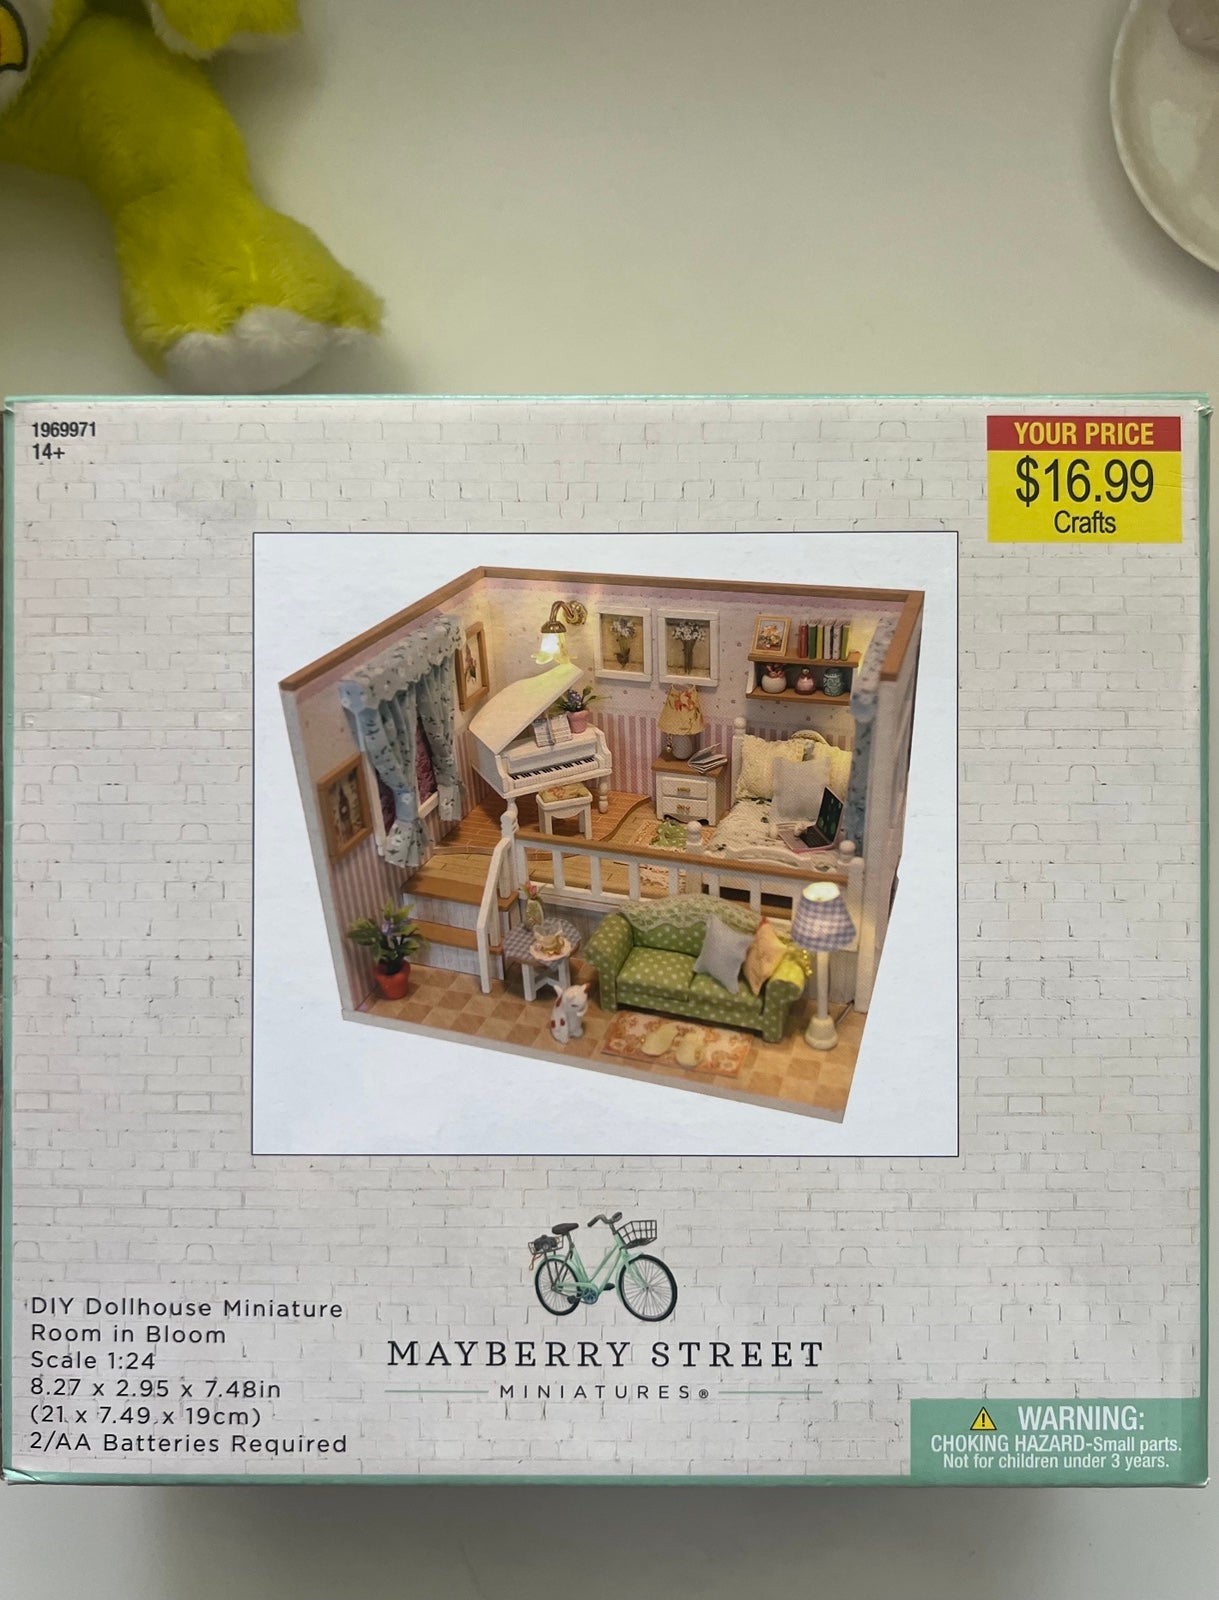 1969971
14+
YOUR PRICE
$16.99
Crafts
DIY Dollhouse Miniature
Room in Bloom
Scale 1:24
8.27 x 2.95 x 7.48in
(21 x 7.49 x 19cm)
2/AA Batteries Required
MAYBERRY STREET
MINIATURES®
WARNING:
CHOKING HAZARD-Small parts.
Not for children under 3 years.